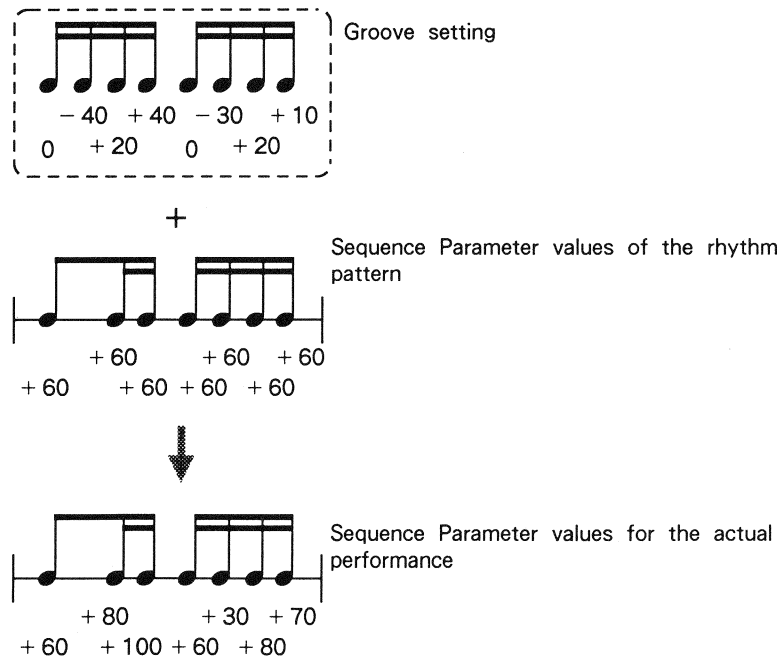 Groove setting
− 40 + 40 − 30 + 10
0 + 20 0 + 20
+
Sequence Parameter values of the rhythm
pattern
+ 60 + 60 + 60
+ 60 + 60 + 60 + 60
Sequence Parameter values for the actual
performance
+ 80 + 30 + 70
+ 60 + 100 + 60 + 80